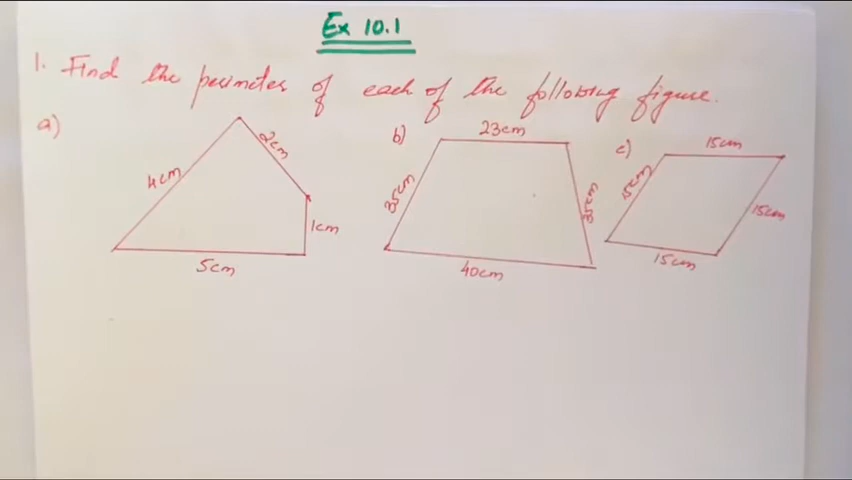 Ex 10.1
1. Find the perimeter of each of the following figure.
a)
4cm
2cm
1cm
5cm
b)
23cm
35cm
35cm
40cm
c)
15cm
15cm
15cm
15cm